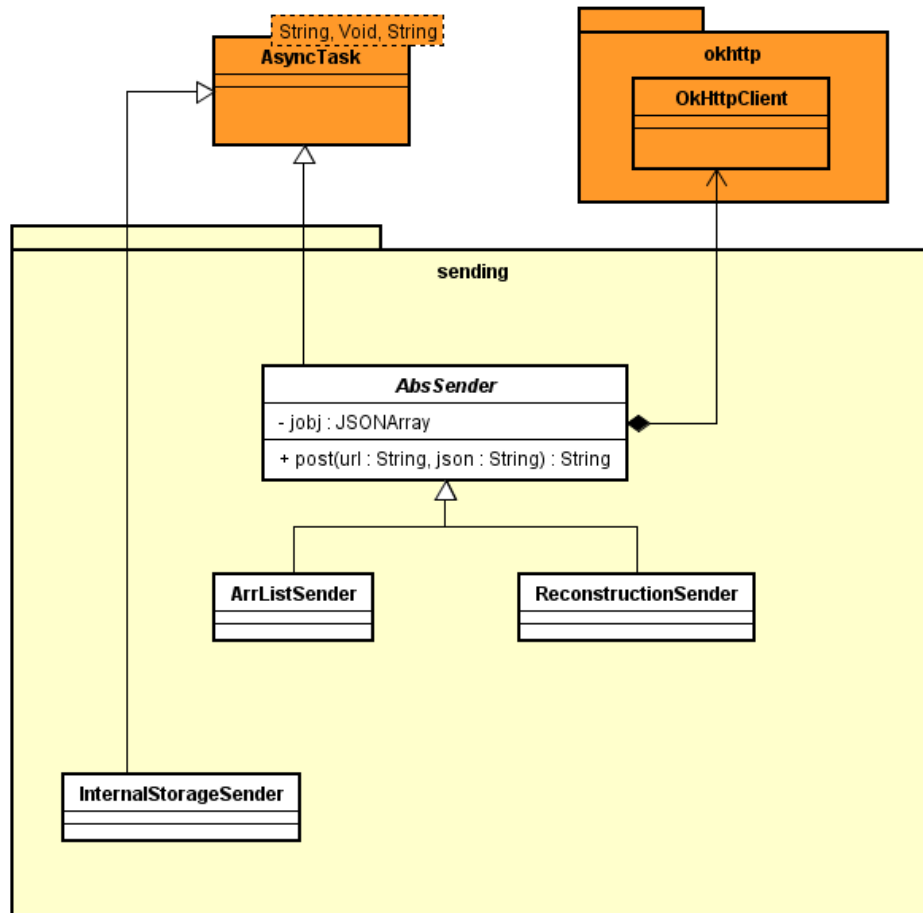 String, Void, String
AsyncTask
okhttp
OkHttpClient
sending
AbsSender
- jobj : JSONArray
+ post(url : String, json : String) : String
ArrListSender
ReconstructionSender
InternalStorageSender